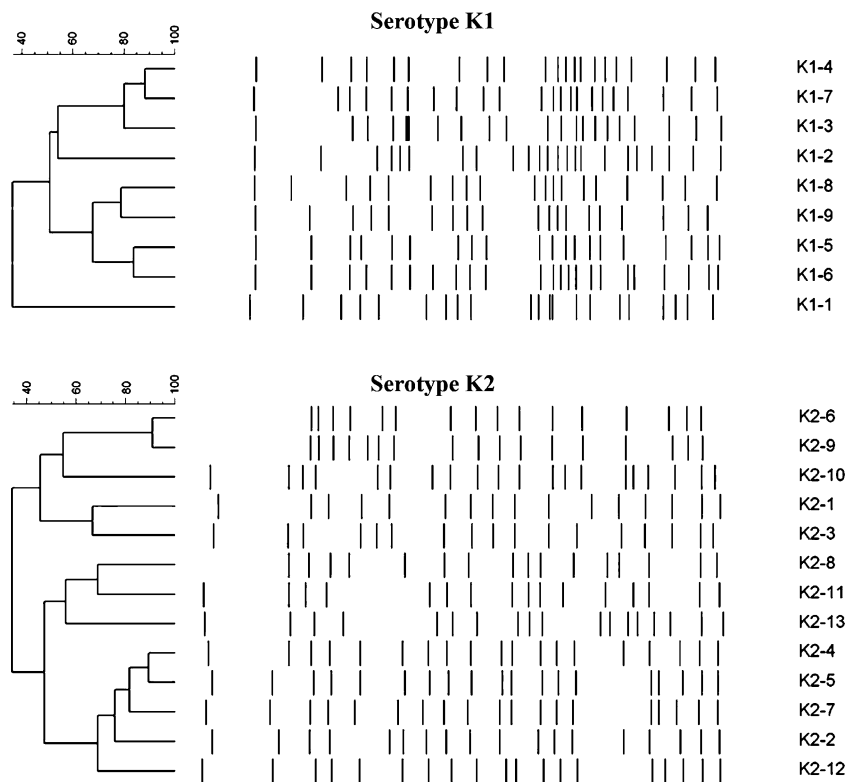 Serotype K1
40 60 80 100
K1-4
K1-7
K1-3
K1-2
K1-8
K1-9
K1-5
K1-6
K1-1
Serotype K2
40 60 80 100
K2-6
K2-9
K2-10
K2-1
K2-3
K2-8
K2-11
K2-13
K2-4
K2-5
K2-7
K2-2
K2-12